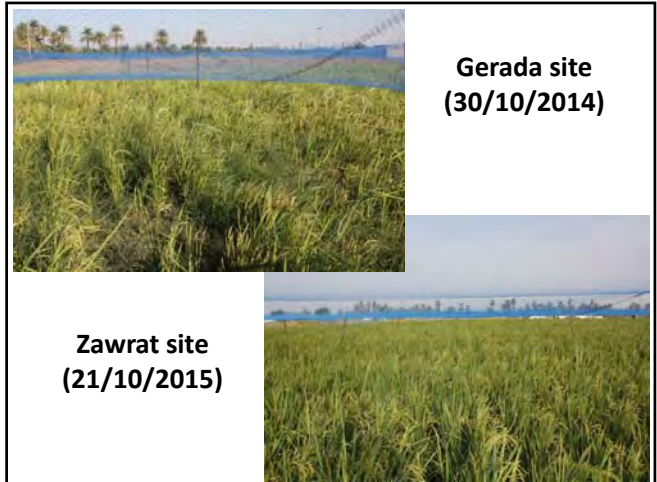 Gerada site
(30/10/2014)
Zawrat site
(21/10/2015)